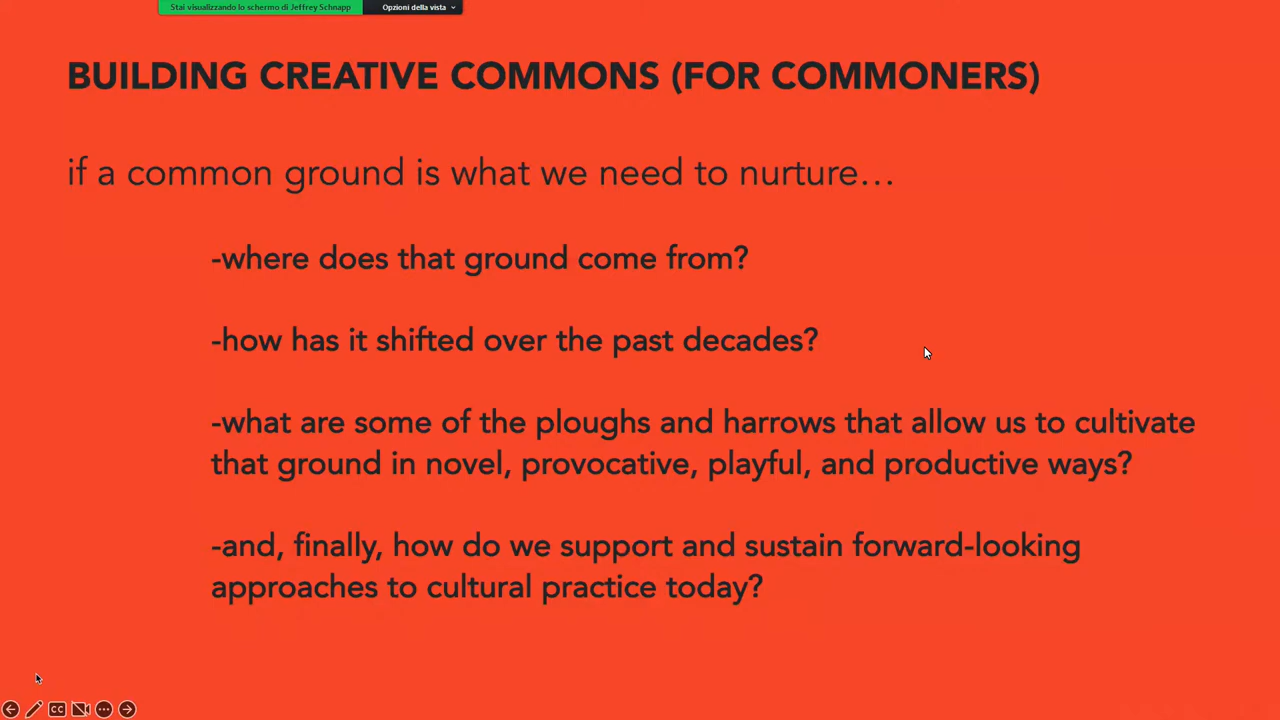 Stai visualizzando lo schermo di Jeffrey Schnapp
Opzioni della vista
BUILDING CREATIVE COMMONS (FOR COMMONERS)
if a common ground is what we need to nurture…
-where does that ground come from?
-how has it shifted over the past decades?
-what are some of the ploughs and harrows that allow us to cultivate
that ground in novel, provocative, playful, and productive ways?
-and, finally, how do we support and sustain forward-looking
approaches to cultural practice today?
CC